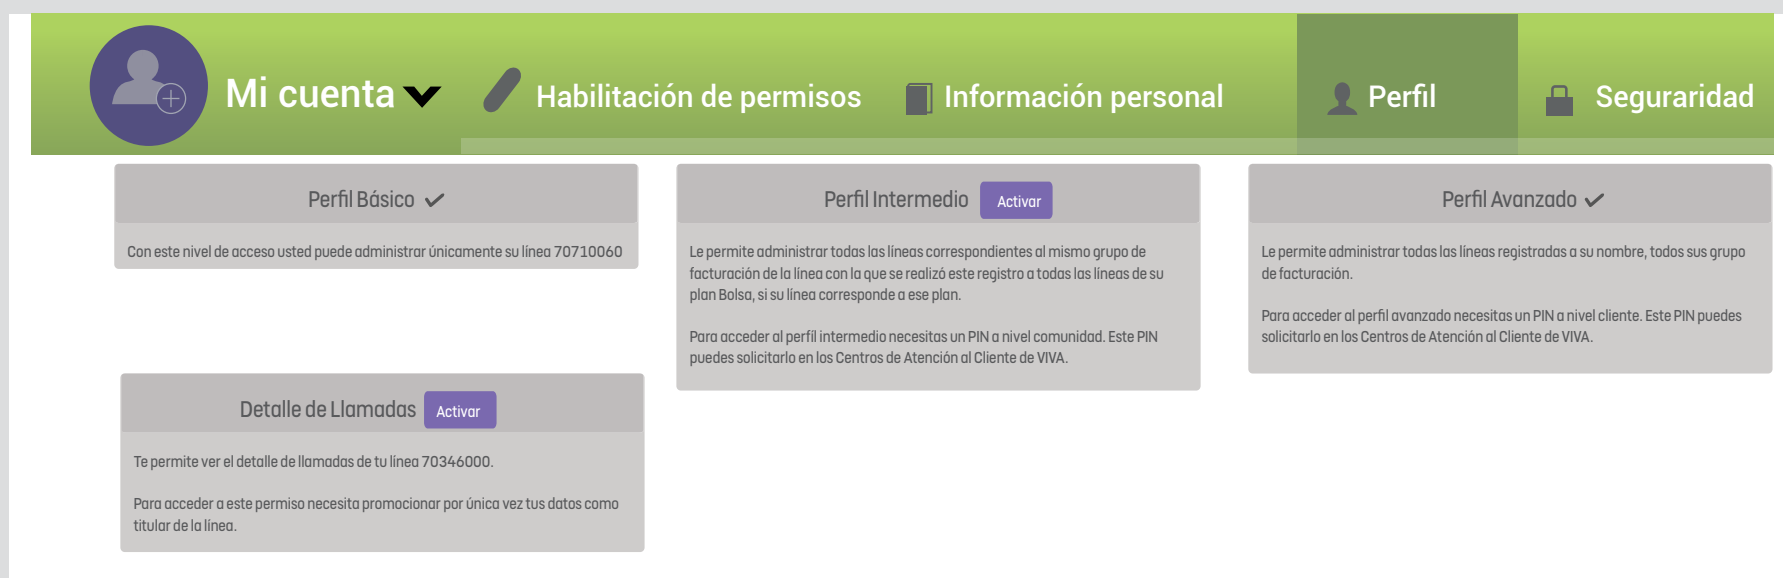 Mi cuenta
Habilitación de permisos
Información personal
Perfil
Seguraridad
Perfil Básico
Con este nivel de acceso usted puede administrar únicamente su línea 70710060
Perfil Intermedio
Activar
Le permite administrar todas las líneas correspondientes al mismo grupo de
facturación de la línea con la que se realizó este registro a todas las líneas de su
plan Bolsa, si su línea corresponde a ese plan.
Para acceder al perfíl intermedio necesitas un PIN a nivel comunidad. Este PIN
puedes solicitarlo en los Centros de Atención al Cliente de VIVA.
Perfil Avanzado
Le permite administrar todas las líneas registradas a su nombre, todos sus grupo
de facturación.
Para acceder al perfil avanzado necesitas un PIN a nivel cliente. Este PIN puedes
solicitarlo en los Centros de Atención al Cliente de VIVA.
Detalle de Llamadas
Activar
Te permite ver el detalle de llamadas de tu línea 70346000.
Para acceder a este permiso necesita promocionar por única vez tus datos como
titular de la línea.